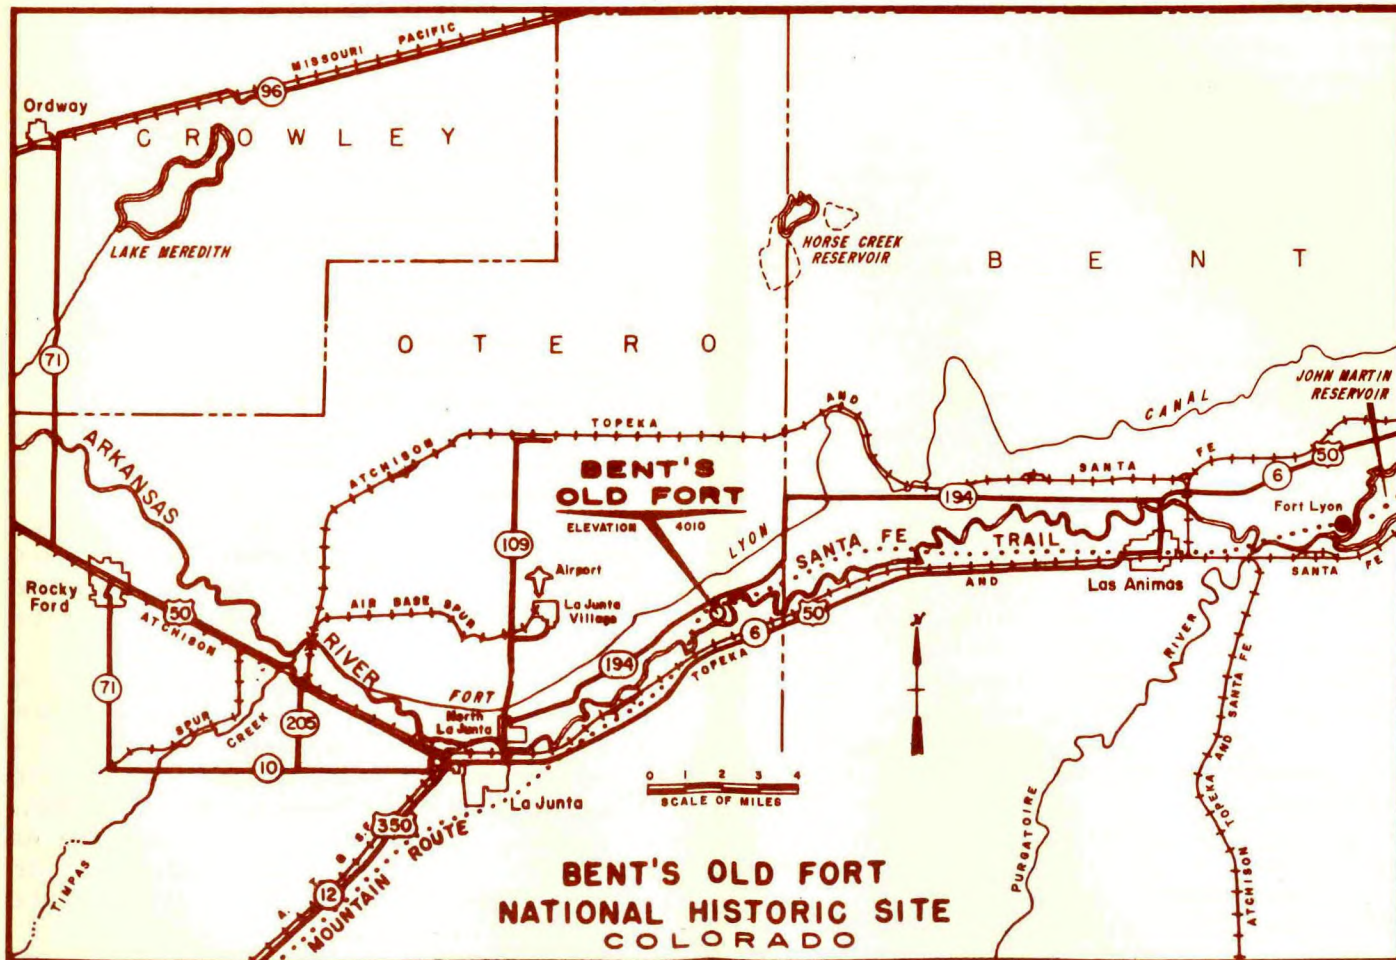 MISSOURI PACIFIC
96
Ordway
CROWLEY
LAKE MEREDITH
HORSE CREEK
RESERVOIR
BENT
71
OTERO
JOHN MARTIN
RESERVOIR
CANAL
ARKANSAS
RIVER
ATCHISON
TOPEKA
AND
SANTA
FE
50
6
194
BENT'S
OLD FORT
ELEVATION 4010
LYON
SANTA FE TRAIL
Fort Lyon
109
Airport
La Junta
Village
AIR BASE SPUR
Rocky
Ford
50
ATCHISON
TOPEKA
AND
SANTA
FE
Las Animas
6
50
194
FORT
North
La Junta
71
SPUR
CREEK
205
10
La Junta
0 1 2 3 4
SCALE OF MILES
N
350
A. T. & S.F.
12
MOUNTAIN ROUTE
TIMPAS
PURGATOIRE
RIVER
ATCHISON TOPEKA AND SANTA FE
BENT'S OLD FORT
NATIONAL HISTORIC SITE
COLORADO